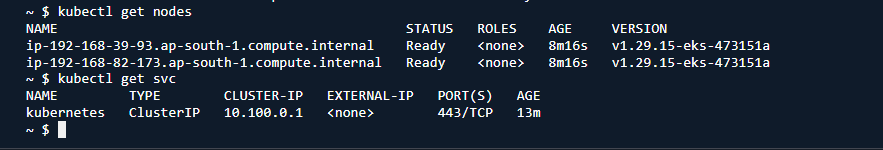 ~ $ kubectl get nodes
NAME STATUS ROLES AGE VERSION
ip-192-168-39-93.ap-south-1.compute.internal Ready <none> 8m16s v1.29.15-eks-473151a
ip-192-168-82-173.ap-south-1.compute.internal Ready <none> 8m16s v1.29.15-eks-473151a
~ $ kubectl get svc
NAME TYPE CLUSTER-IP EXTERNAL-IP PORT(S) AGE
kubernetes ClusterIP 10.100.0.1 <none> 443/TCP 13m
~ $